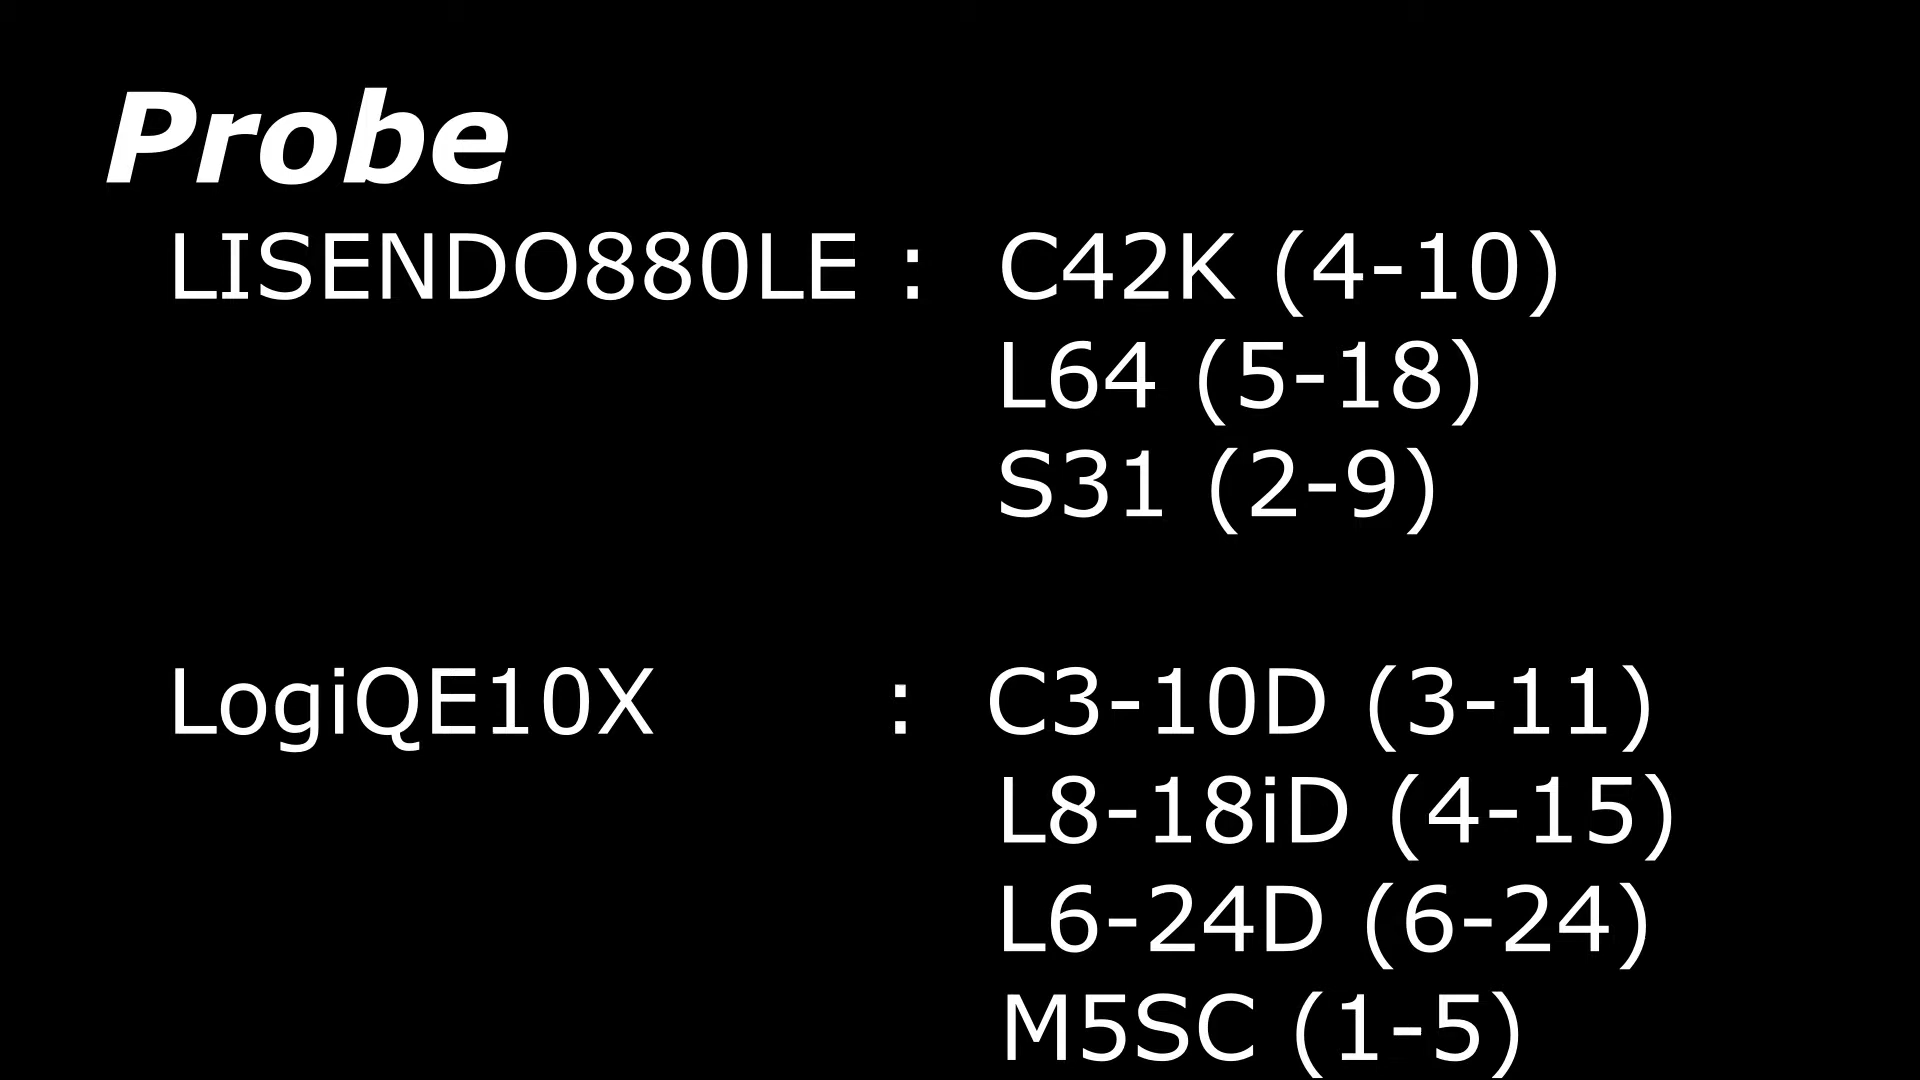 Probe
LISENDO880LE : C42K (4-10)
L64 (5-18)
S31 (2-9)
LogiQE10X : C3-10D (3-11)
L8-18iD (4-15)
L6-24D (6-24)
M5SC (1-5)